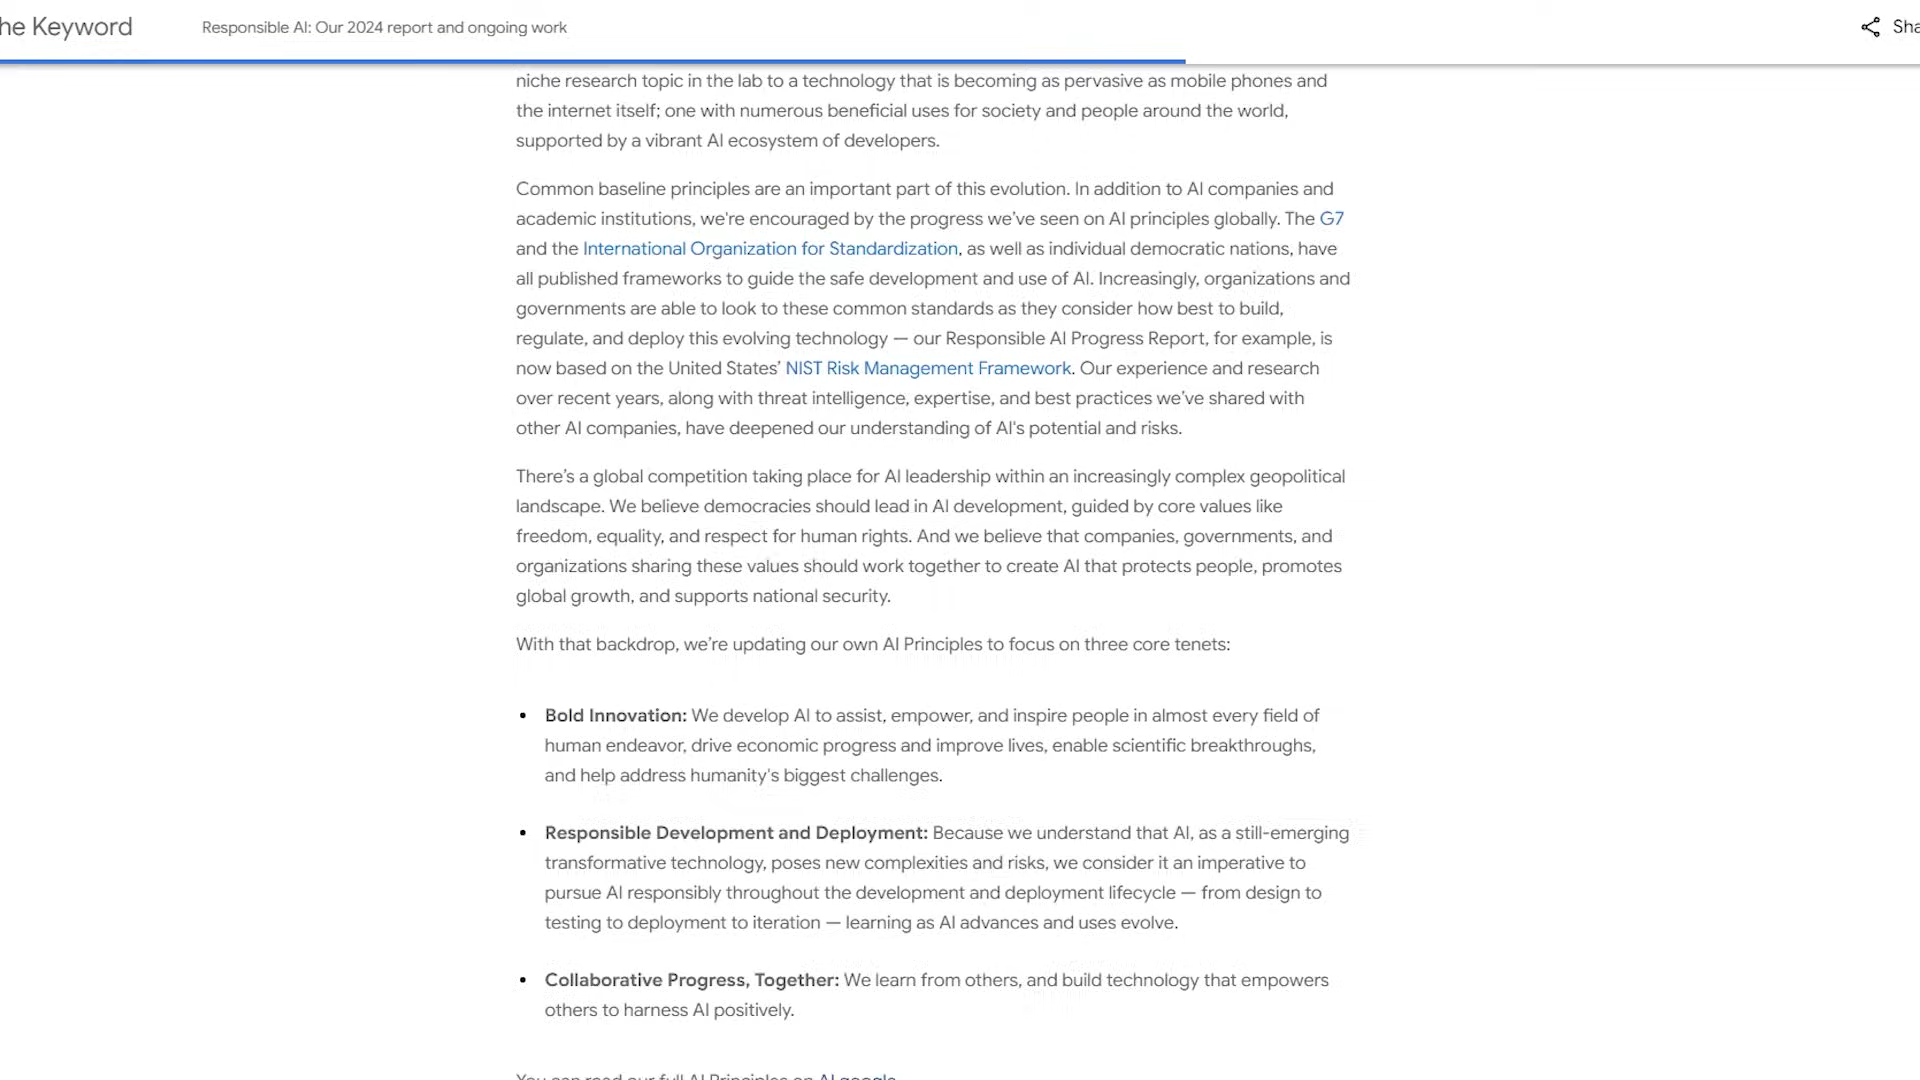 he Keyword
Responsible AI: Our 2024 report and ongoing work
Sha
niche research topic in the lab to a technology that is becoming as pervasive as mobile phones and
the internet itself; one with numerous beneficial uses for society and people around the world,
supported by a vibrant AI ecosystem of developers.
Common baseline principles are an important part of this evolution. In addition to AI companies and
academic institutions, we're encouraged by the progress we’ve seen on AI principles globally. The G7
and the International Organization for Standardization, as well as individual democratic nations, have
all published frameworks to guide the safe development and use of AI. Increasingly, organizations and
governments are able to look to these common standards as they consider how best to build,
regulate, and deploy this evolving technology — our Responsible AI Progress Report, for example, is
now based on the United States’ NIST Risk Management Framework. Our experience and research
over recent years, along with threat intelligence, expertise, and best practices we’ve shared with
other AI companies, have deepened our understanding of AI's potential and risks.
There’s a global competition taking place for AI leadership within an increasingly complex geopolitical
landscape. We believe democracies should lead in AI development, guided by core values like
freedom, equality, and respect for human rights. And we believe that companies, governments, and
organizations sharing these values should work together to create AI that protects people, promotes
global growth, and supports national security.
With that backdrop, we’re updating our own AI Principles to focus on three core tenets:
• Bold Innovation: We develop AI to assist, empower, and inspire people in almost every field of
human endeavor, drive economic progress and improve lives, enable scientific breakthroughs,
and help address humanity's biggest challenges.
• Responsible Development and Deployment: Because we understand that AI, as a still-emerging
transformative technology, poses new complexities and risks, we consider it an imperative to
pursue AI responsibly throughout the development and deployment lifecycle — from design to
testing to deployment to iteration — learning as AI advances and uses evolve.
• Collaborative Progress, Together: We learn from others, and build technology that empowers
others to harness AI positively.
You can read our full AI Principles on AI.google.